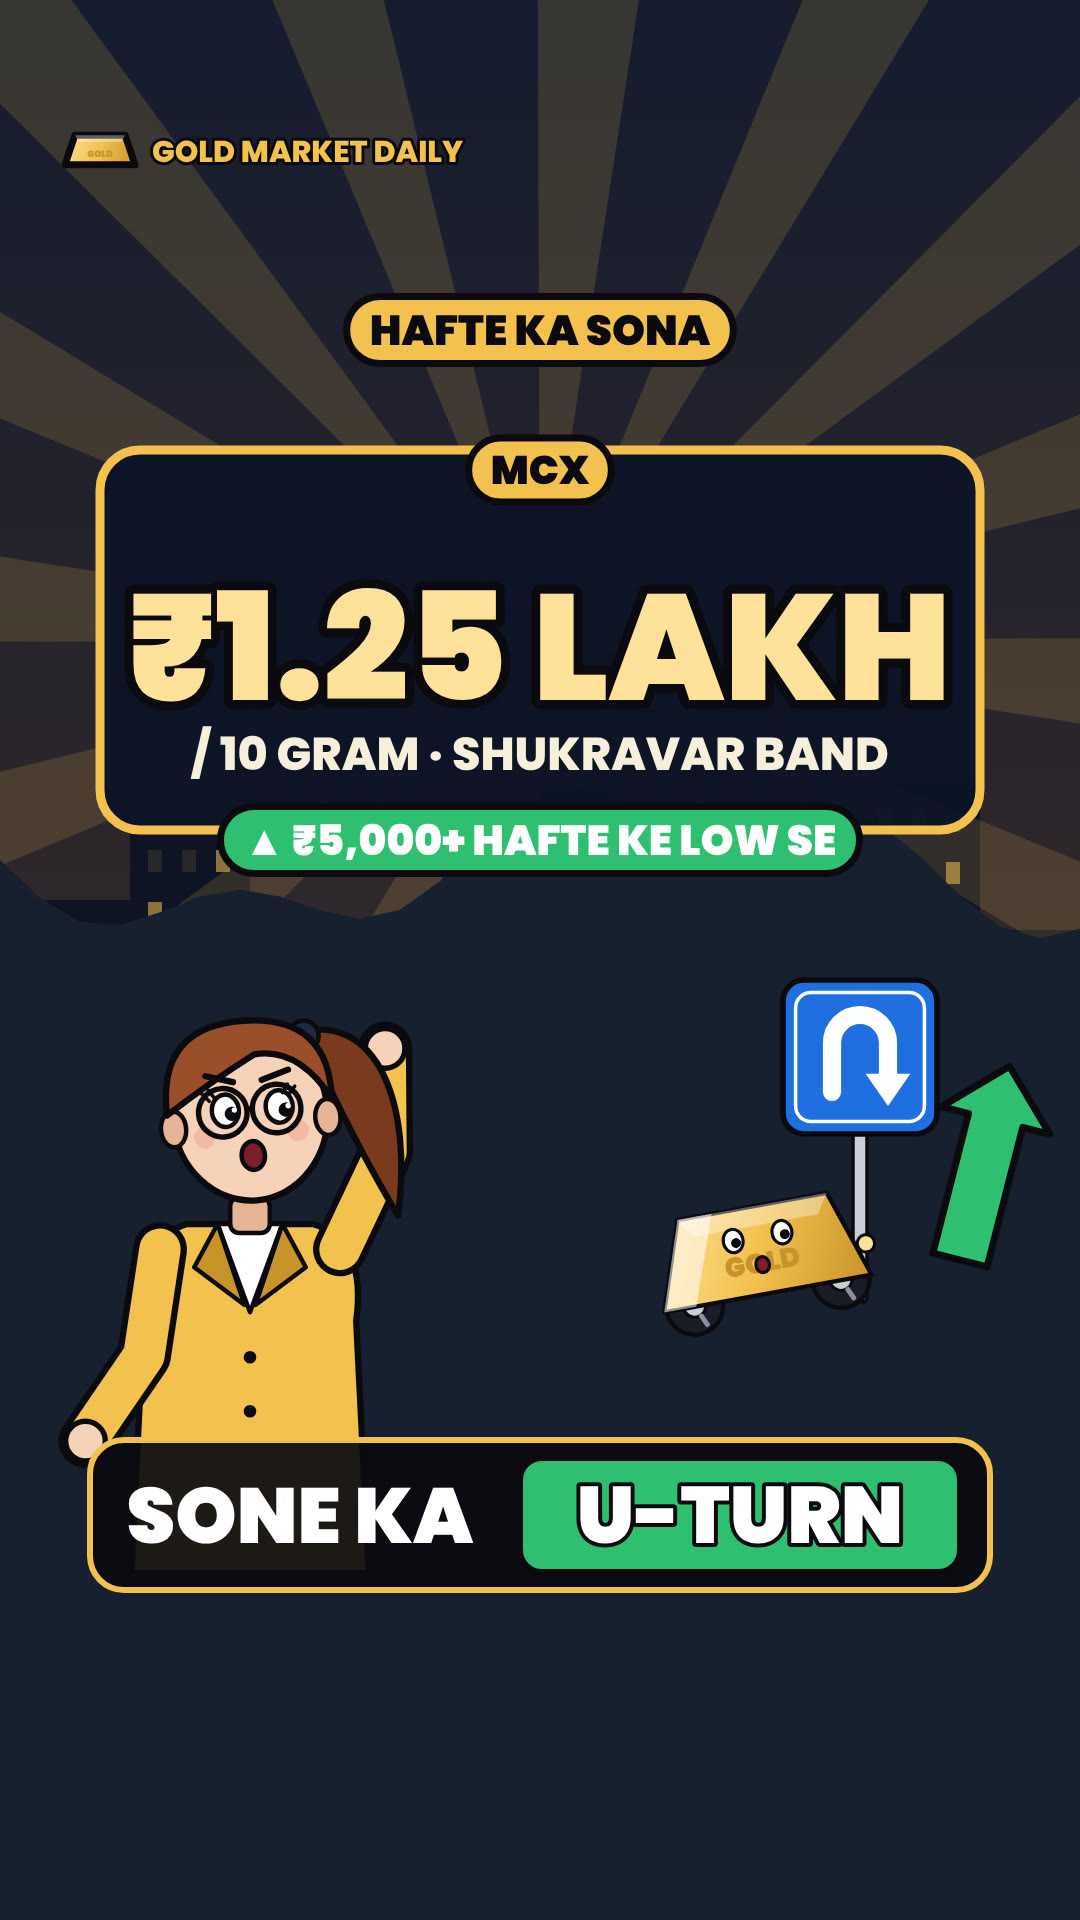 GOLD
GOLD MARKET DAILY
HAFTE KA SONA
MCX
₹1.25 LAKH
/ 10 GRAM · SHUKRAVAR BAND
▲ ₹5,000+ HAFTE KE LOW SE
GOLD
SONE KA U-TURN